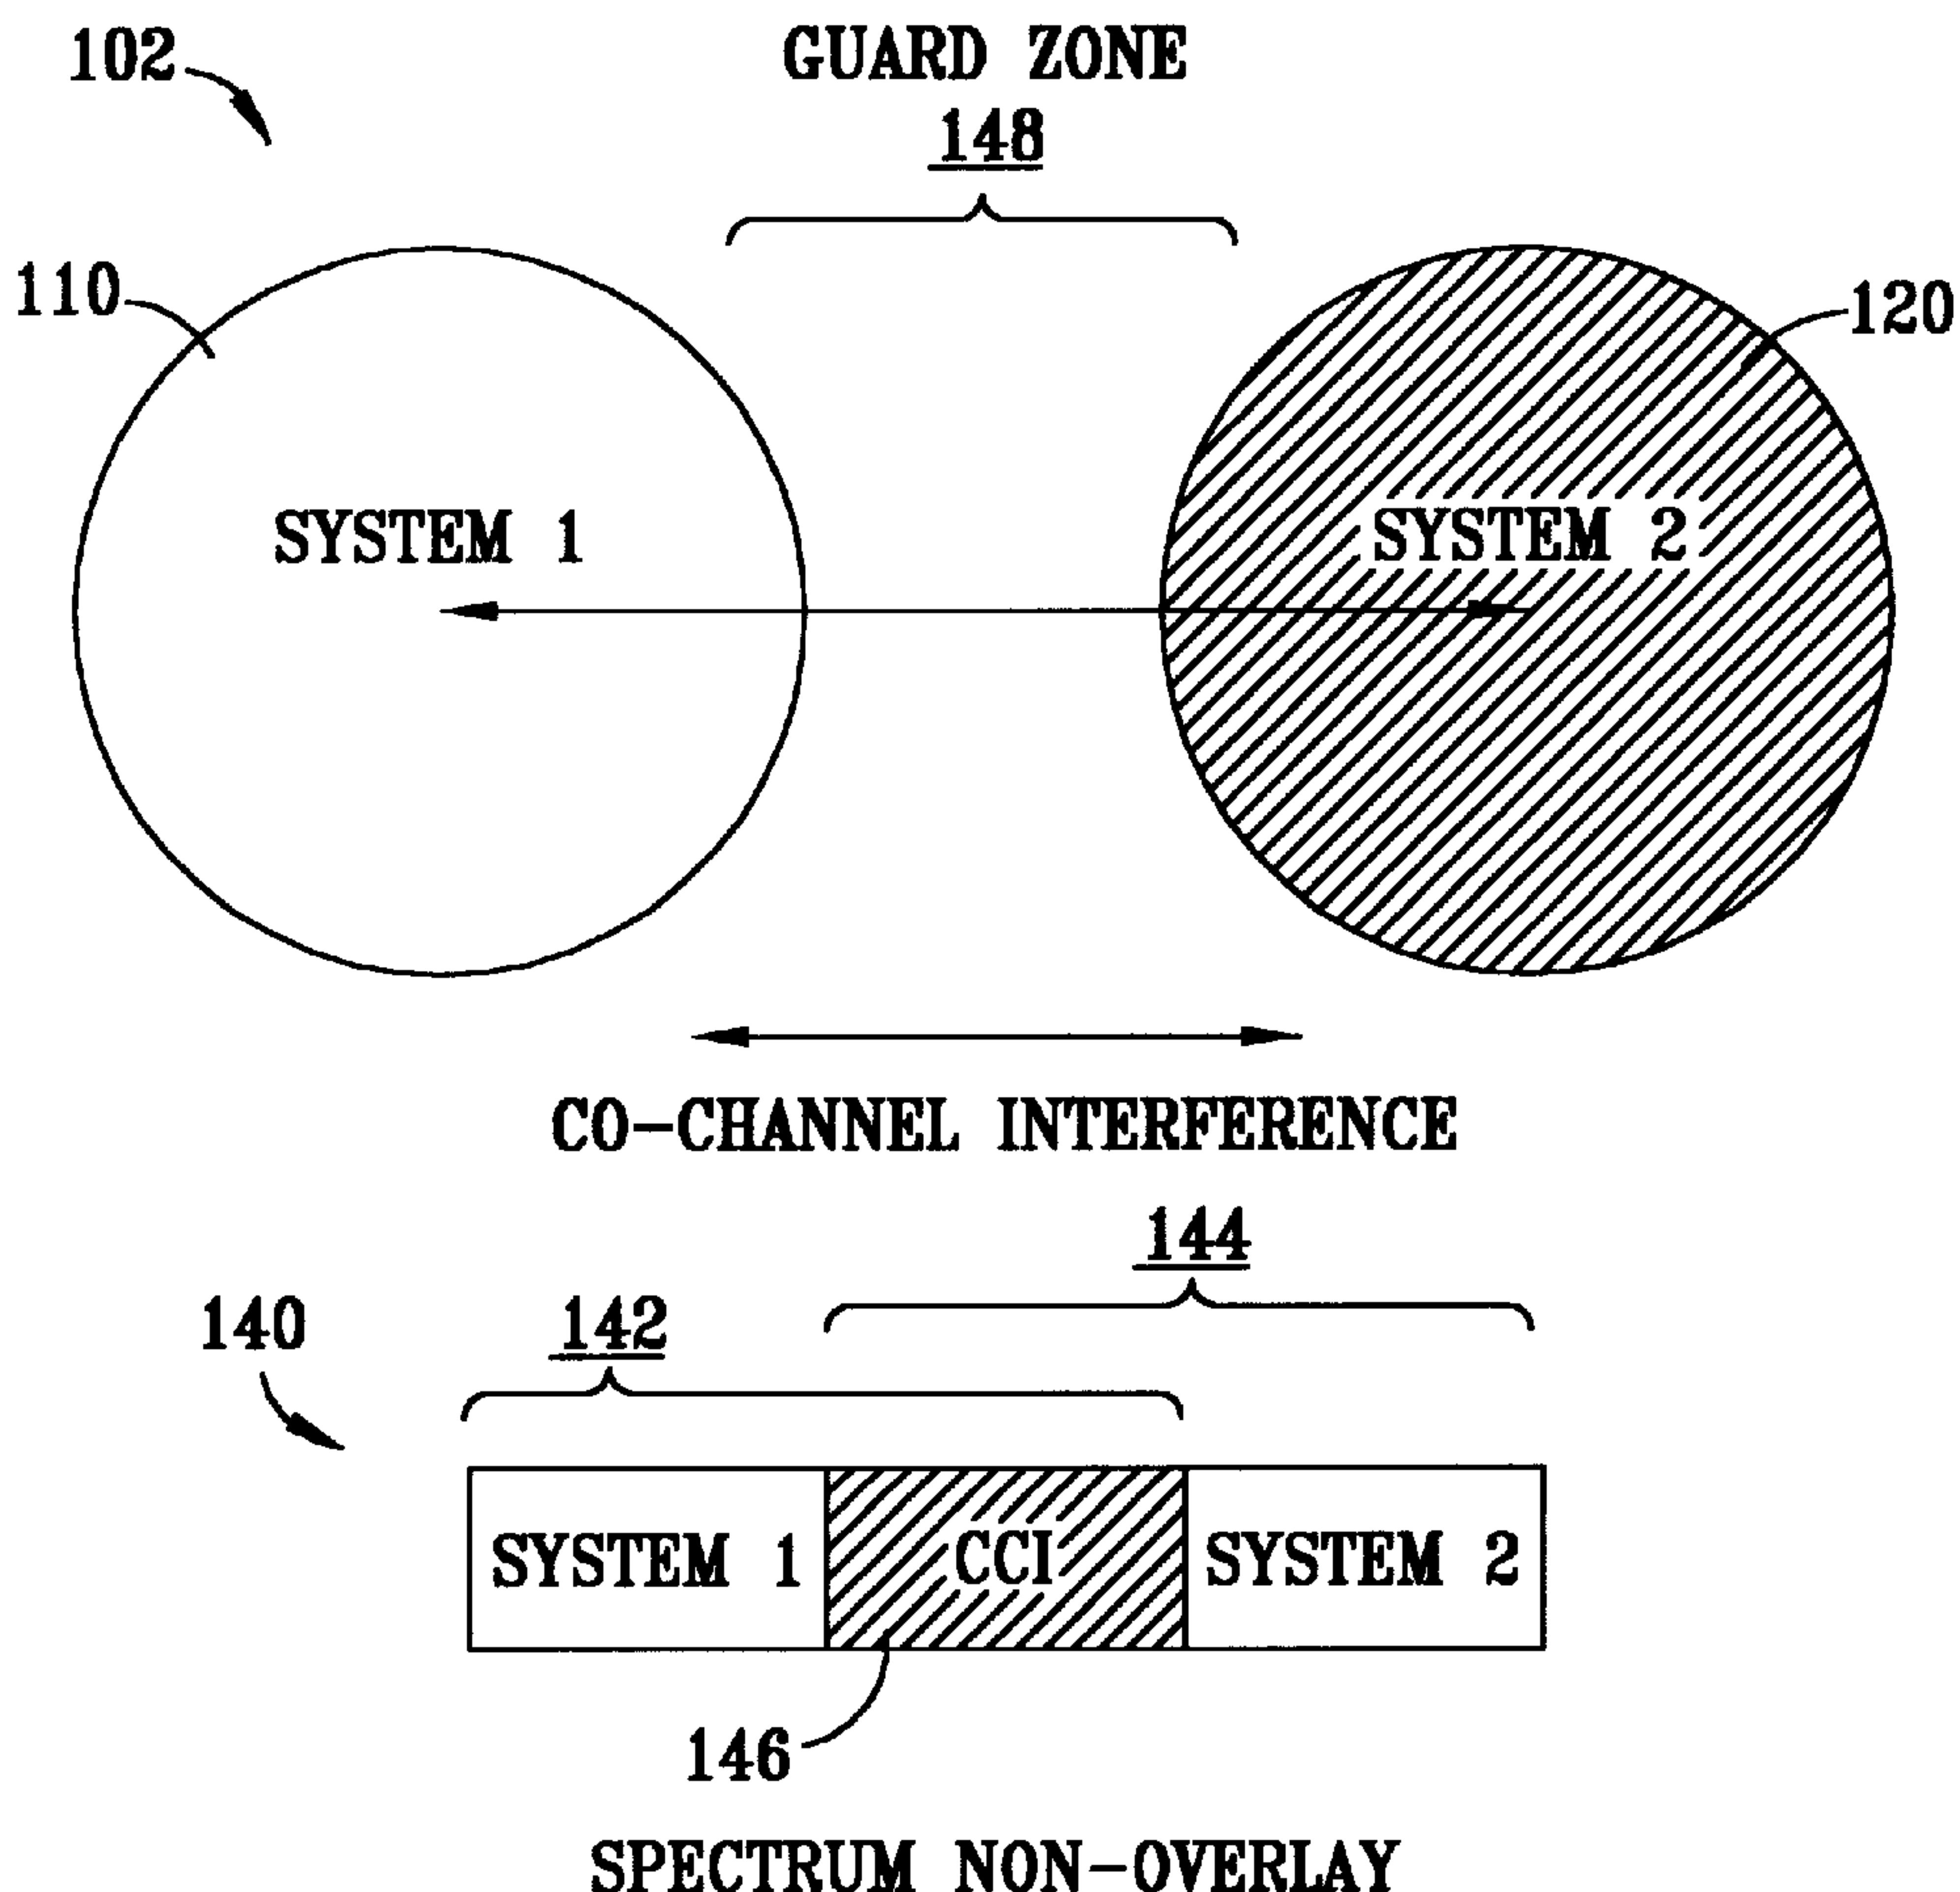 102
GUARD ZONE
148
110
120
SYSTEM 1
SYSTEM 2
CO-CHANNEL INTERFERENCE
144
140
142
SYSTEM 1
CCI
SYSTEM 2
146
SPECTRUM NON-OVERLAY